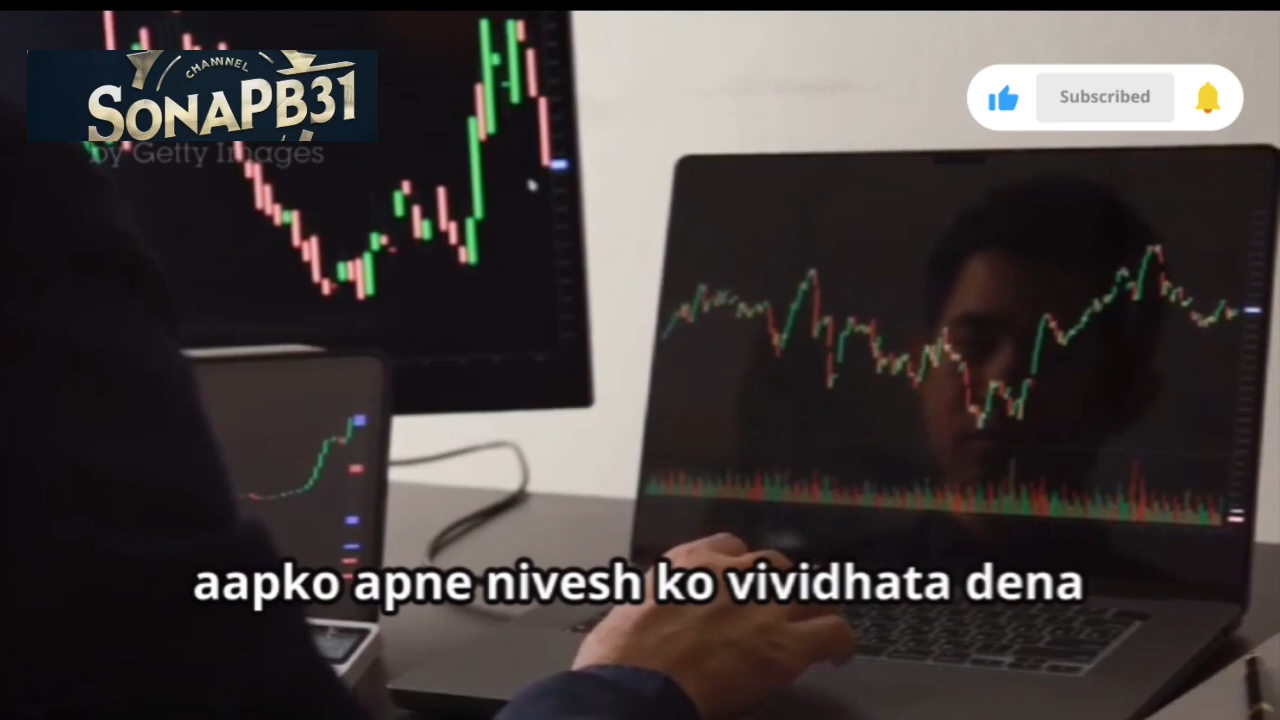 CHANNEL
SONAPB31
by Getty Images
Subscribed
aapko apne nivesh ko vividhata dena